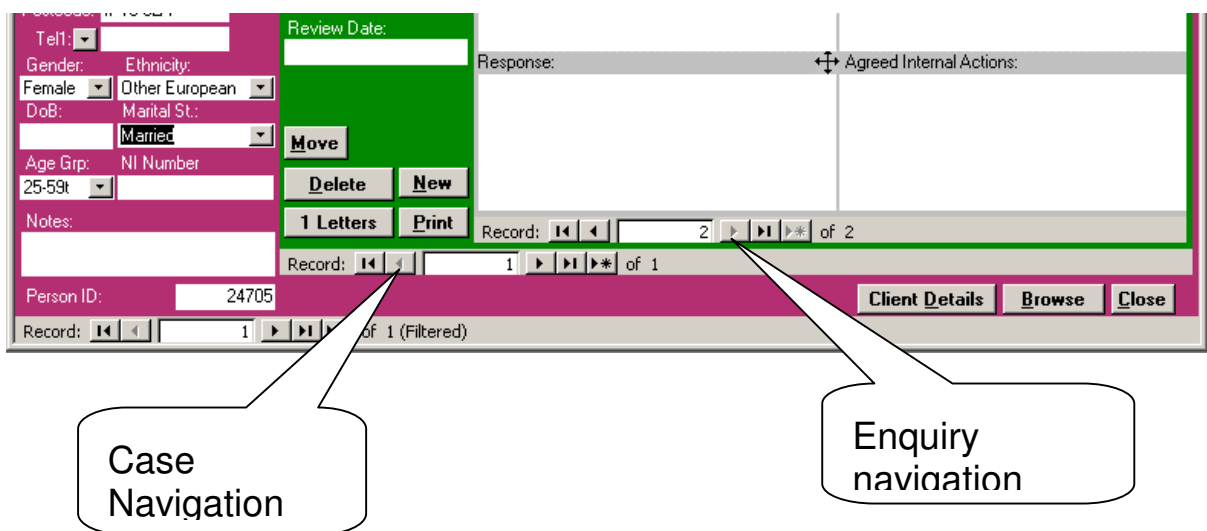 Tel1:
Review Date:
Gender: Ethnicity:
Response: Agreed Internal Actions:
Female Other European
DoB: Marital St.:
Married
Move
Age Grp: NI Number
25-59t
Delete New
Notes:
1 Letters Print
Record: 2 of 2
Record: 1 of 1
Person ID: 24705
Client Details Browse Close
Record: 1 of 1 (Filtered)
Case
Navigation
Enquiry
navigation